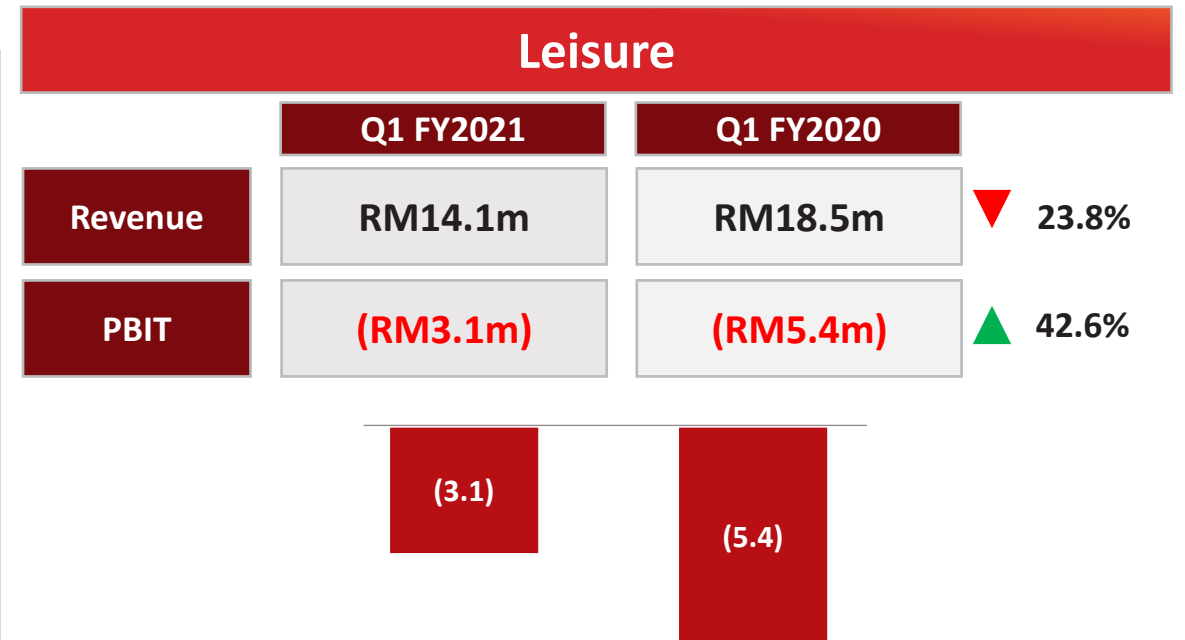 Leisure
Q1 FY2021 Q1 FY2020
Revenue RM14.1m RM18.5m 23.8%
PBIT (RM3.1m) (RM5.4m) 42.6%
(3.1)
(5.4)